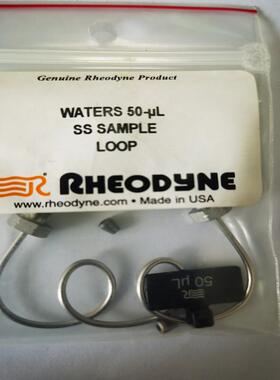 Genuine Rheodyne Product
WATERS 50-µL
SS SAMPLE
LOOP
RHEODYNE
www.rheodyne.com • Made in USA
50 µL